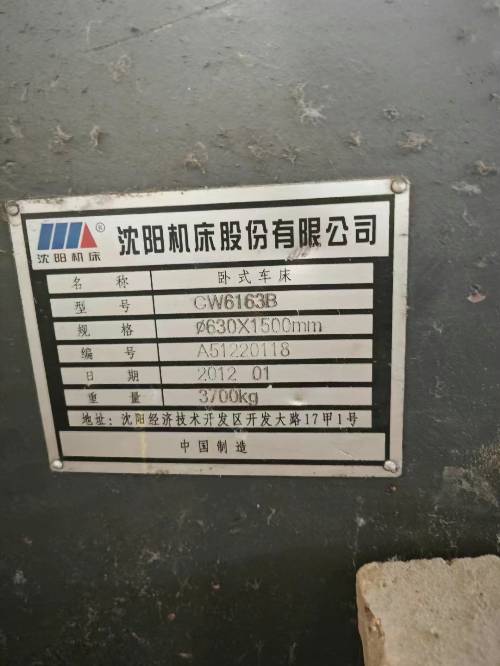 沈阳机床® 沈阳机床股份有限公司
名称 卧式车床
型号 CW6163B
规格 Ø630X1500mm
编号 A51220118
日期 2012 01
重量 3700kg
地址: 沈阳经济技术开发区开发大路17甲1号
中国制造